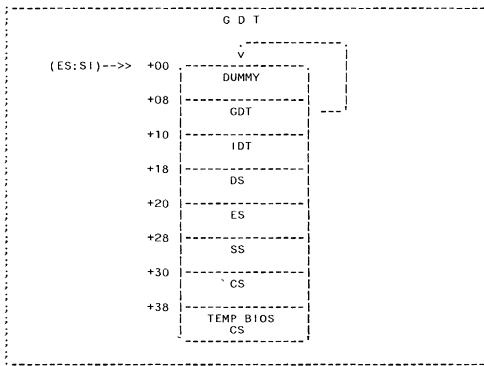 G D T
(ES:SI)-->> +00
DUMMY
+08
GDT
+10
IDT
+18
DS
+20
ES
+28
SS
+30
CS
+38
TEMP BIOS
CS